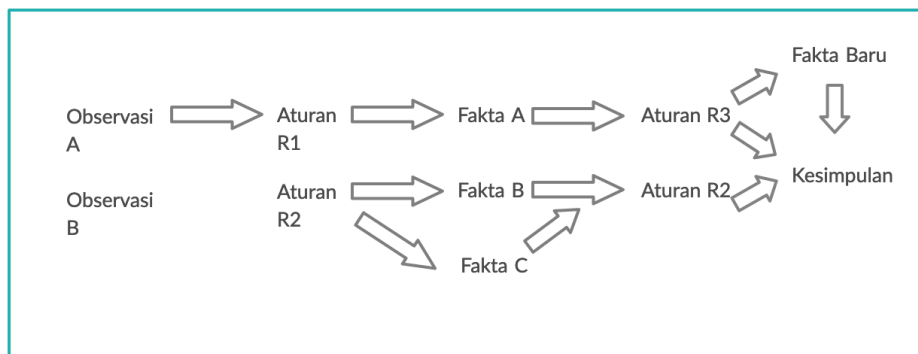 Fakta Baru
Observasi
A
Aturan
R1
Fakta A
Aturan R3
Kesimpulan
Observasi
B
Aturan
R2
Fakta B
Aturan R2
Fakta C